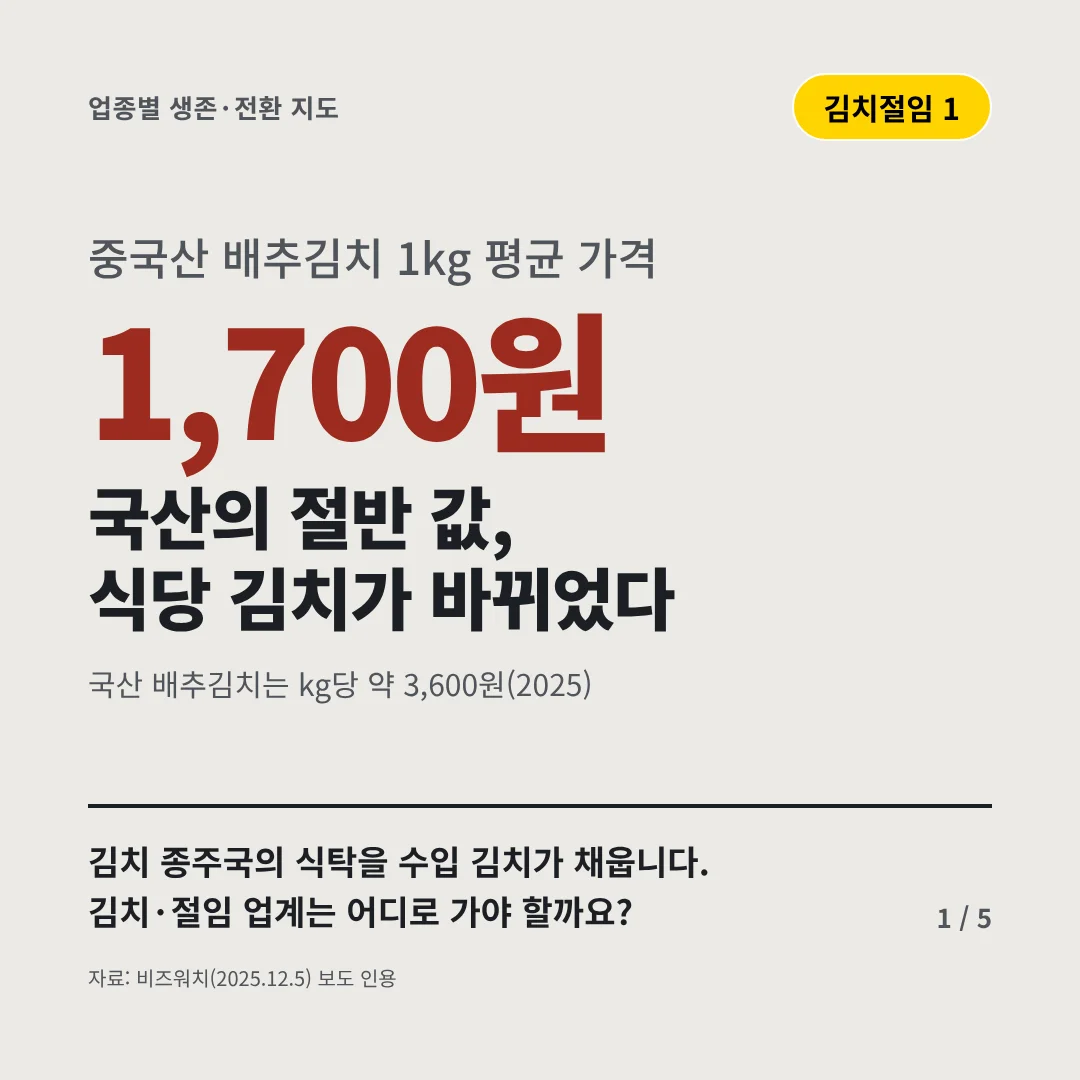 업종별 생존·전환 지도
김치절임 1
중국산 배추김치 1kg 평균 가격
1,700원
국산의 절반 값,
식당 김치가 바뀌었다
국산 배추김치는 kg당 약 3,600원(2025)
김치 종주국의 식탁을 수입 김치가 채웁니다.
김치·절임 업계는 어디로 가야 할까요?
1 / 5
자료: 비즈워치(2025.12.5) 보도 인용